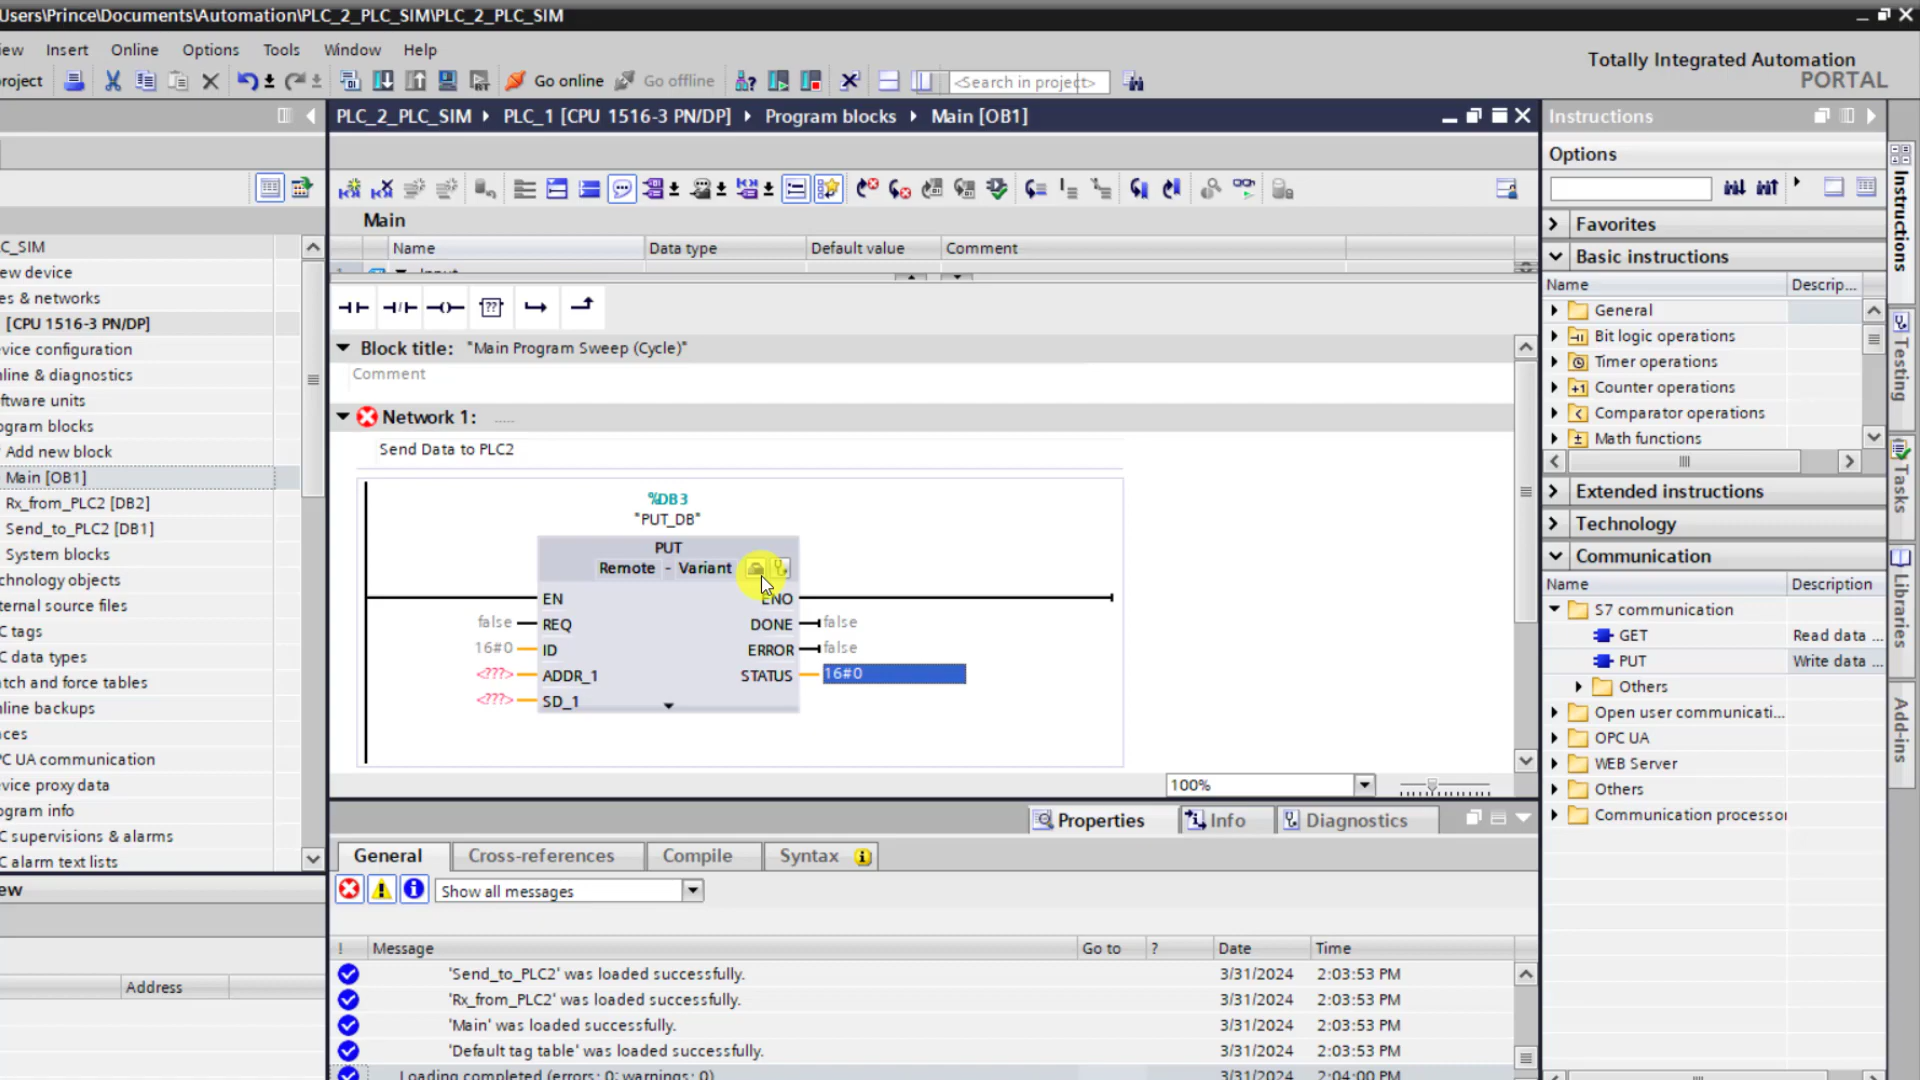 Users\Prince\Documents\Automation\PLC_2_PLC_SIM\PLC_2_PLC_SIM
iew Insert Online Options Tools Window Help
Totally Integrated Automation
PORTAL
project Go online Go offline <Search in project>
PLC_2_PLC_SIM PLC_1 [CPU 1516-3 PN/DP] Program blocks Main [OB1]
Instructions
Options
Main
Name Data type Default value Comment
Input
Block title: "Main Program Sweep (Cycle)"
Comment
Network 1: .....
Send Data to PLC2
%DB3
"PUT_DB"
PUT
Remote - Variant
EN ENO
false REQ DONE false
16#0 ID ERROR false
<???> ADDR_1 STATUS 16#0
<???> SD_1
100%
LC_SIM
ew device
es & networks
[CPU 1516-3 PN/DP]
vice configuration
nline & diagnostics
ftware units
ogram blocks
Add new block
Main [OB1]
Rx_from_PLC2 [DB2]
Send_to_PLC2 [DB1]
System blocks
chnology objects
ternal source files
C tags
C data types
atch and force tables
nline backups
aces
PC UA communication
evice proxy data
ogram info
C supervisions & alarms
C alarm text lists
ew
Address
Properties Info Diagnostics
General Cross-references Compile Syntax
Show all messages
! Message Go to ? Date Time
'Send_to_PLC2' was loaded successfully. 3/31/2024 2:03:53 PM
'Rx_from_PLC2' was loaded successfully. 3/31/2024 2:03:53 PM
'Main' was loaded successfully. 3/31/2024 2:03:53 PM
'Default tag table' was loaded successfully. 3/31/2024 2:03:53 PM
Loading completed (errors: 0; warnings: 0) 3/31/2024 2:04:00 PM
Favorites
Basic instructions
Name Descrip...
General
Bit logic operations
Timer operations
Counter operations
Comparator operations
Math functions
Extended instructions
Technology
Communication
Name Description
S7 communication
GET Read data ...
PUT Write data ...
Others
Open user communicati...
OPC UA
WEB Server
Others
Communication processor
Instructions
Testing
Tasks
Libraries
Add-ins